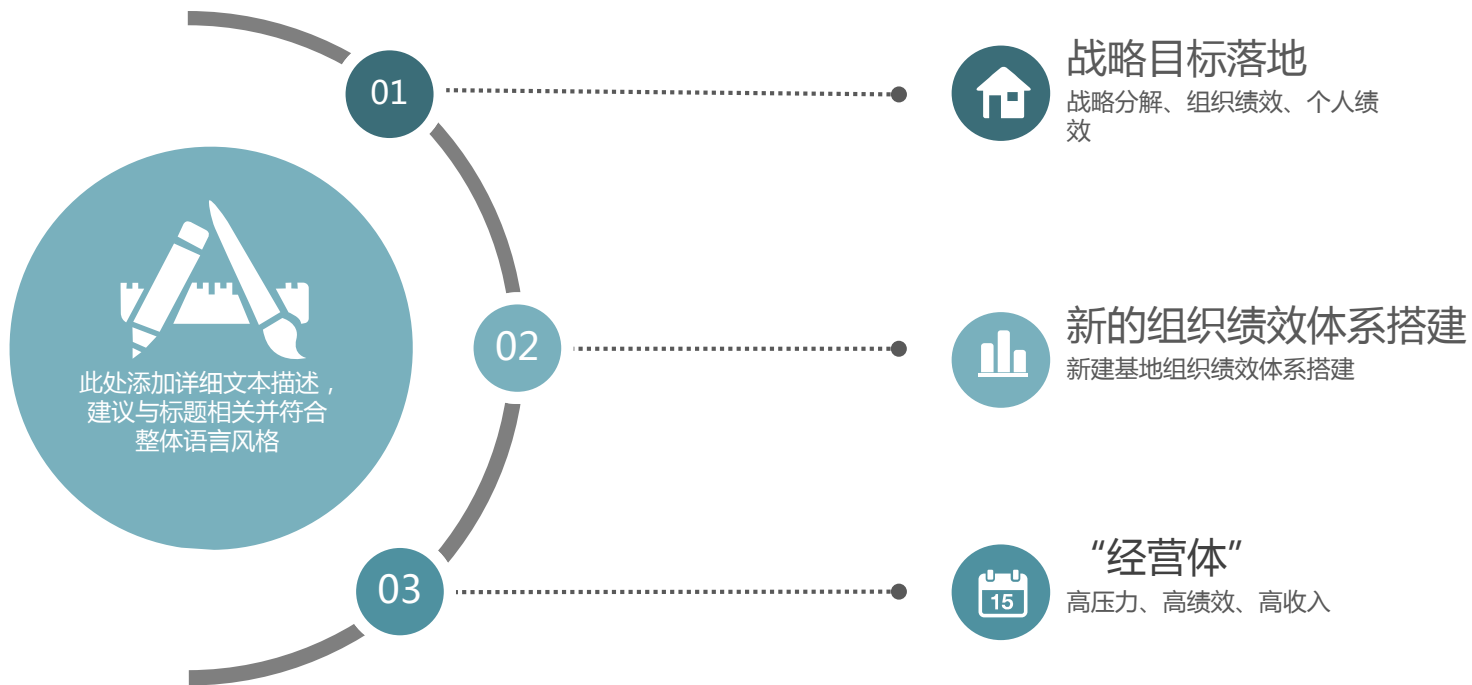 01
战略目标落地
战略分解、组织绩效、个人绩
效
此处添加详细文本描述，
建议与标题相关并符合
整体语言风格
02
新的组织绩效体系搭建
新建基地组织绩效体系搭建
03
“经营体”
15
高压力、高绩效、高收入